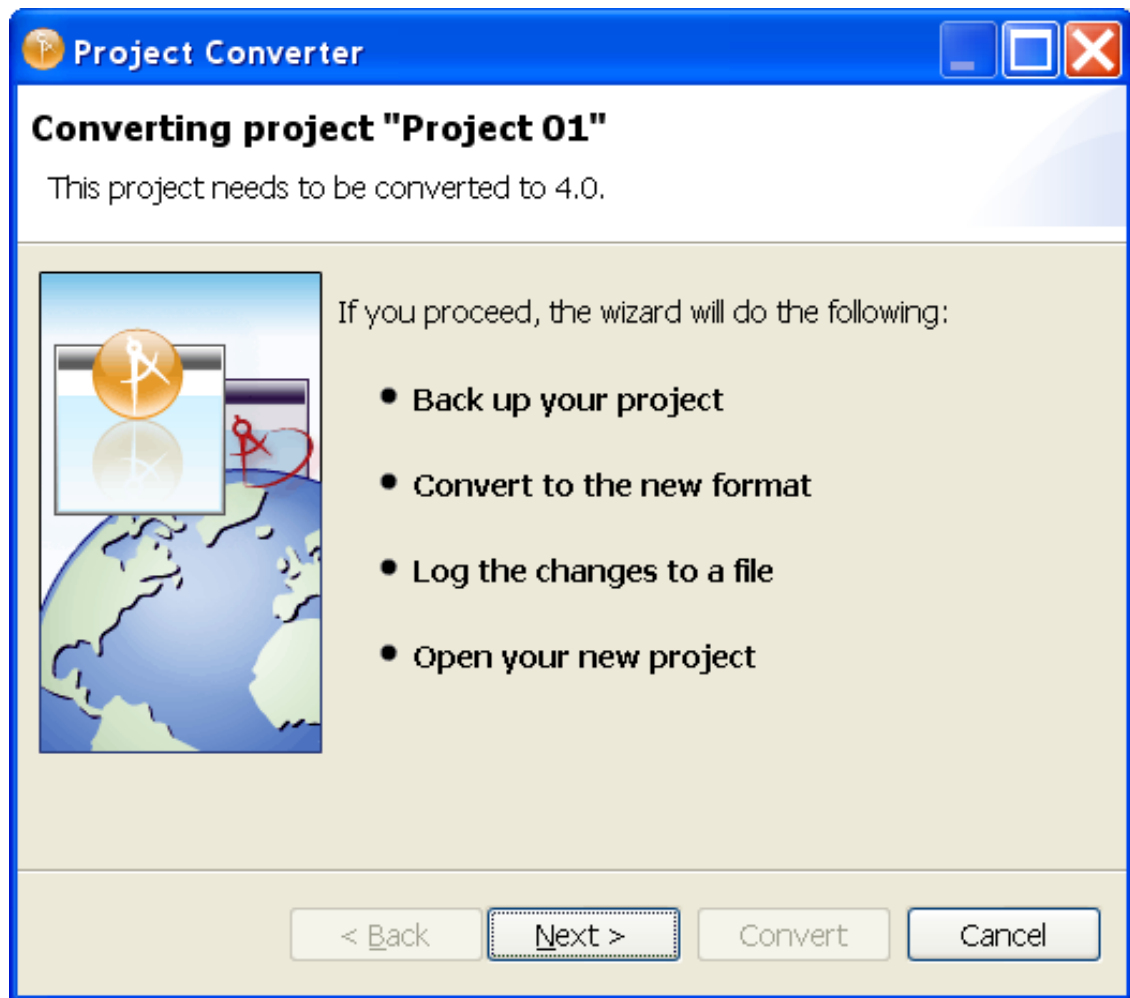 Project Converter
Converting project "Project 01"
This project needs to be converted to 4.0.
If you proceed, the wizard will do the following:
• Back up your project
• Convert to the new format
• Log the changes to a file
• Open your new project
< Back Next > Convert Cancel